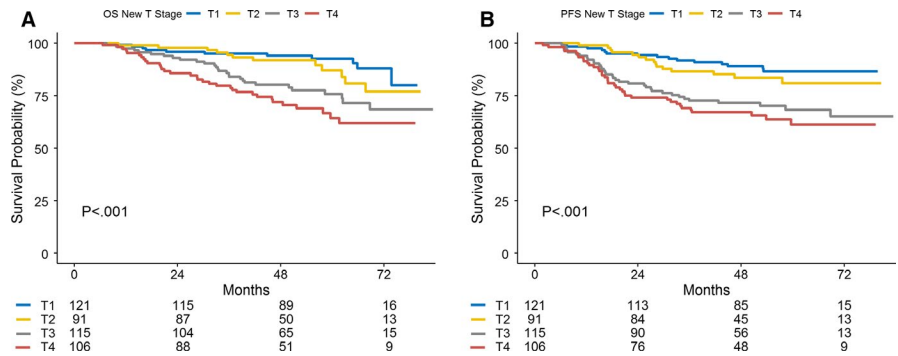 A
OS New T Stage T1 T2 T3 T4
Survival Probability (%)
100
75
50
25
0
P<.001
0 24 48 72
Months
T1 121 115 89 16
T2 91 87 50 13
T3 115 104 65 15
T4 106 88 51 9
B
PFS New T Stage T1 T2 T3 T4
Survival Probability (%)
100
75
50
25
0
P<.001
0 24 48 72
Months
T1 121 113 85 15
T2 91 84 45 13
T3 115 90 56 13
T4 106 76 48 9